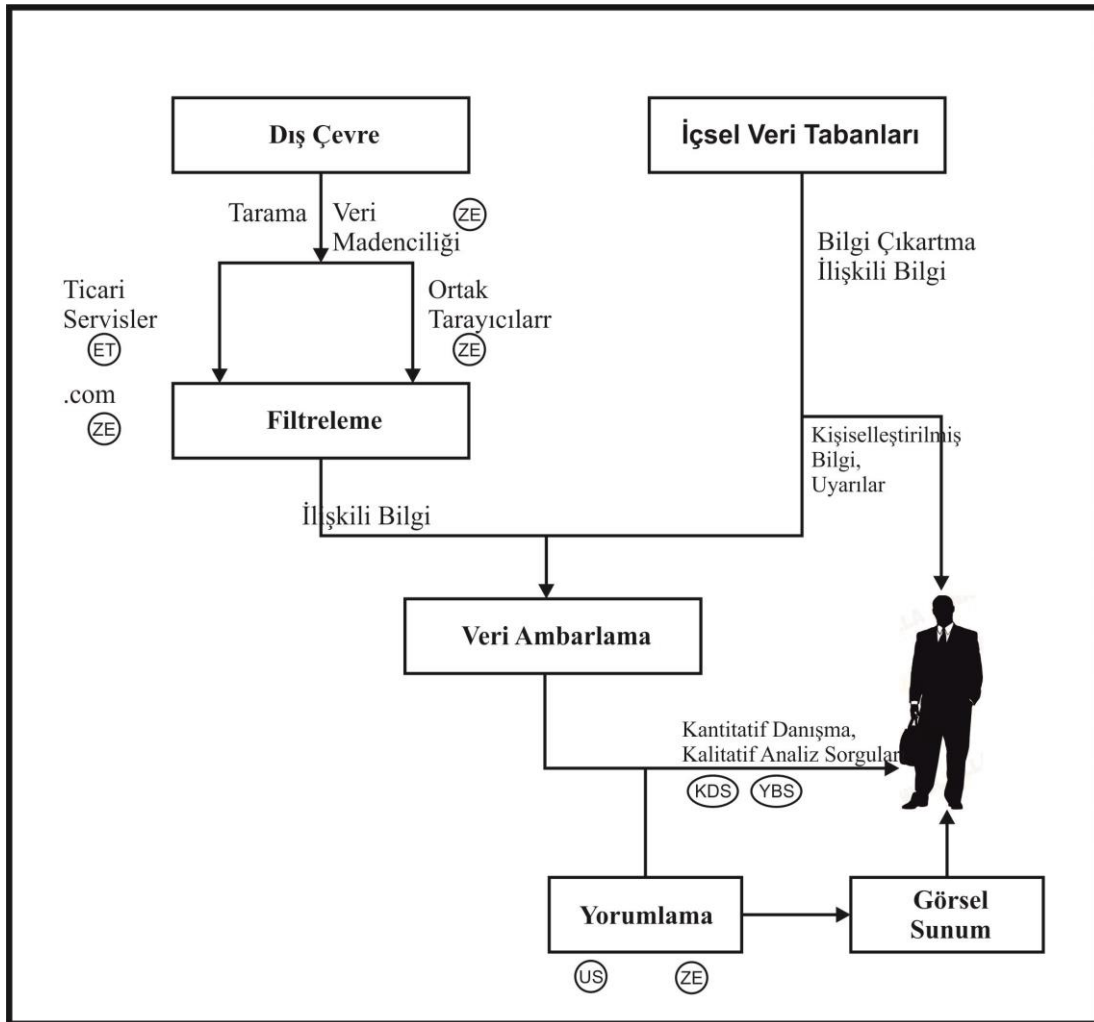 Dış Çevre
İçsel Veri Tabanları
Tarama
Veri
Madenciliği
ZE
Bilgi Çıkartma
İlişkili Bilgi
Ticari
Servisler
ET
Ortak
Tarayıcılarr
ZE
.com
ZE
Filtreleme
Kişiselleştirilmiş
Bilgi,
Uyarılar
İlişkili Bilgi
Veri Ambarlama
Kantitatif Danışma,
Kalitatif Analiz Sorgular
KDS
YBS
Yorumlama
Görsel
Sunum
US
ZE